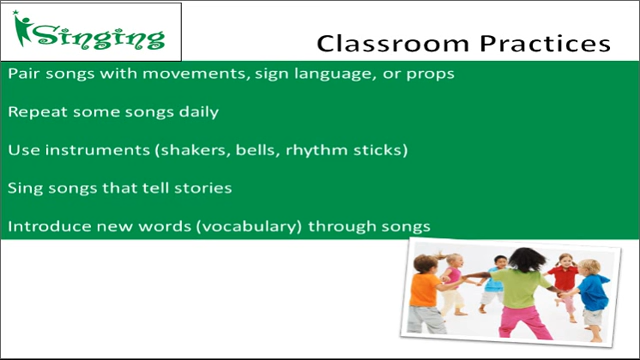 Singing
Classroom Practices
Pair songs with movements, sign language, or props
Repeat some songs daily
Use instruments (shakers, bells, rhythm sticks)
Sing songs that tell stories
Introduce new words (vocabulary) through songs